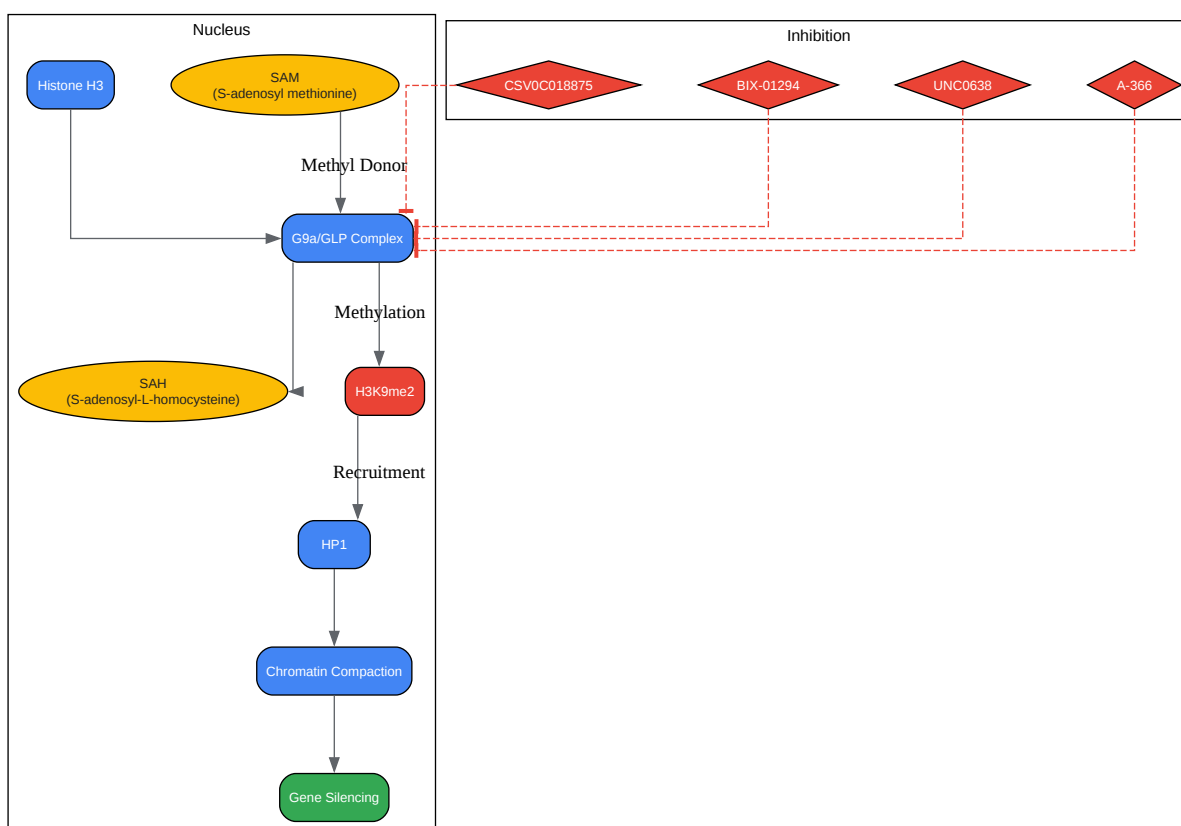 Nucleus
Inhibition
Histone H3
SAM
(S-adenosyl methionine)
CSV0C018875
BIX-01294
UNC0638
A-366
Methyl Donor
G9a/GLP Complex
Methylation
SAH
(S-adenosyl-L-homocysteine)
H3K9me2
Recruitment
HP1
Chromatin Compaction
Gene Silencing